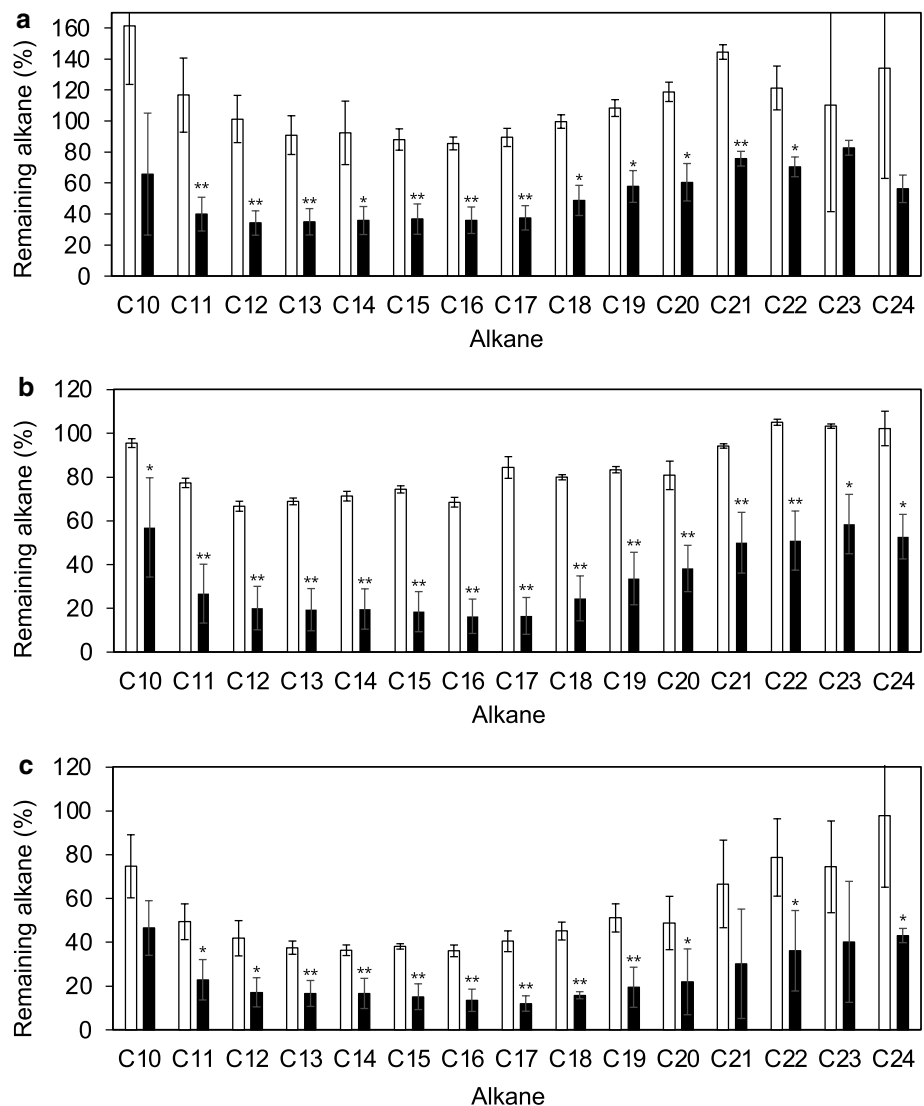 a
Remaining alkane (%)
160
140
120
100
80
60
40
20
0
** ** ** * ** ** ** * * * ** *
C10 C11 C12 C13 C14 C15 C16 C17 C18 C19 C20 C21 C22 C23 C24
Alkane
b
Remaining alkane (%)
120
100
80
60
40
20
0
* ** ** ** ** ** ** ** ** ** ** ** ** * *
C10 C11 C12 C13 C14 C15 C16 C17 C18 C19 C20 C21 C22 C23 C24
Alkane
c
Remaining alkane (%)
120
100
80
60
40
20
0
* * ** ** ** ** ** ** ** * * *
C10 C11 C12 C13 C14 C15 C16 C17 C18 C19 C20 C21 C22 C23 C24
Alkane